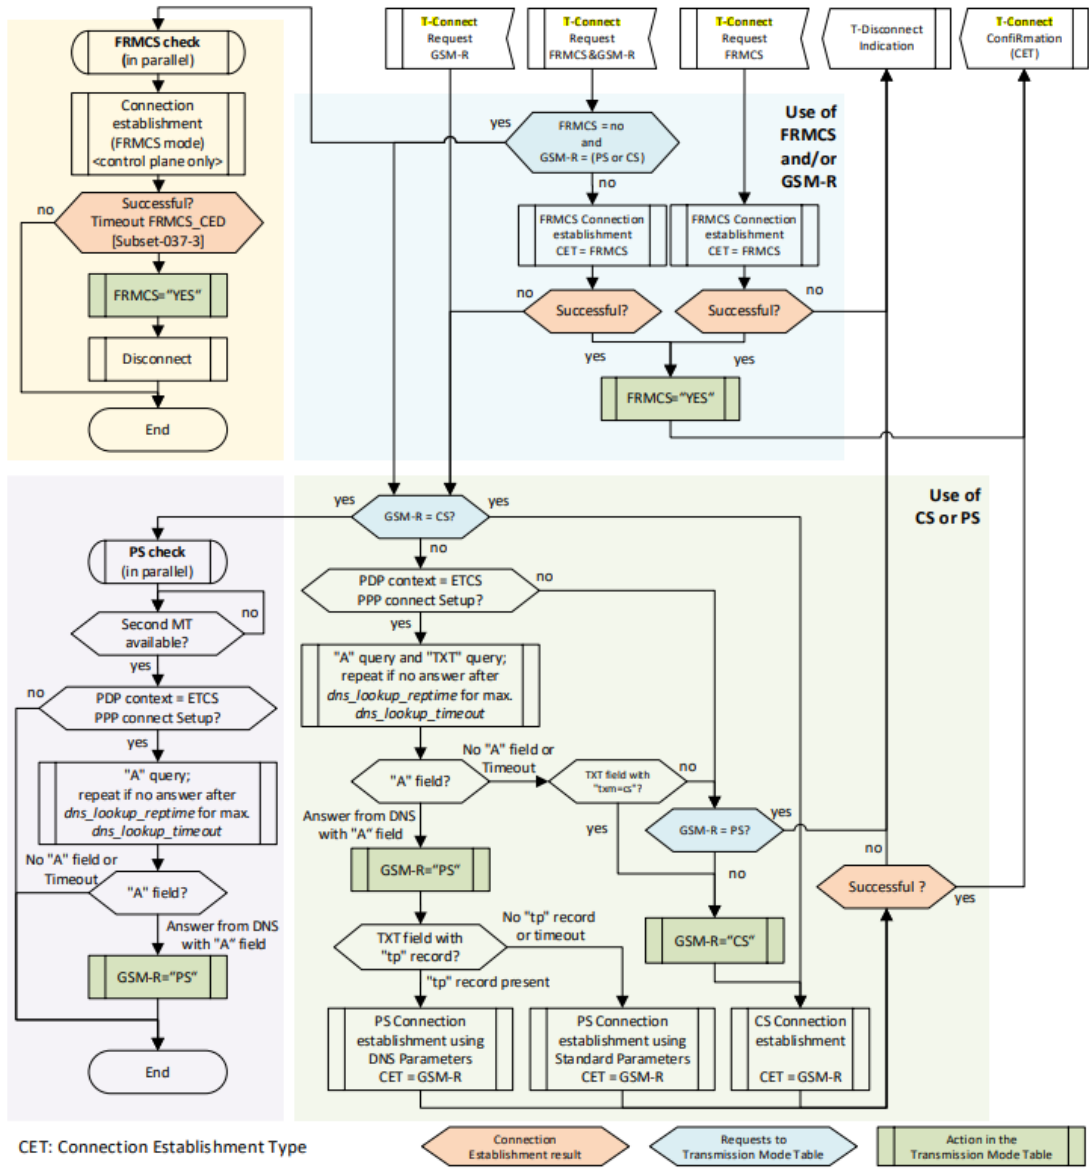 FRMCS check
(in parallel)
Connection
establishment
(FRMCS mode)
<control plane only>
no
Successful?
Timeout FRMCS_CED
[Subset-037-3]
FRMCS="YES"
Disconnect
End
T-Connect
Request
GSM-R
T-Connect
Request
FRMCS&GSM-R
T-Connect
Request
FRMCS
T-Disconnect
Indication
T-Connect
ConfiRmation
(CET)
Use of
FRMCS
and/or
GSM-R
yes
FRMCS = no
and
GSM-R = (PS or CS)
no
FRMCS Connection
establishment
CET = FRMCS
FRMCS Connection
establishment
CET = FRMCS
no
Successful?
Successful?
no
yes
yes
FRMCS="YES"
Use of
CS or PS
yes
GSM-R = CS?
yes
no
PS check
(in parallel)
Second MT
available?
no
yes
no
PDP context = ETCS
PPP connect Setup?
yes
"A" query;
repeat if no answer after
dns_lookup_reptime for max.
dns_lookup_timeout
No "A" field or
Timeout
"A" field?
Answer from DNS
with "A" field
GSM-R="PS"
End
PDP context = ETCS
PPP connect Setup?
no
yes
"A" query and "TXT" query;
repeat if no answer after
dns_lookup_reptime for max.
dns_lookup_timeout
"A" field?
No "A" field or
Timeout
TXT field with
"txm=cs"?
no
yes
Answer from DNS
with "A" field
GSM-R = PS?
yes
no
GSM-R="PS"
no
Successful ?
yes
TXT field with
"tp" record?
No "tp" record
or timeout
GSM-R="CS"
"tp" record present
PS Connection
establishment using
DNS Parameters
CET = GSM-R
PS Connection
establishment using
Standard Parameters
CET = GSM-R
CS Connection
establishment
CET = GSM-R
CET: Connection Establishment Type
Connection
Establishment result
Requests to
Transmission Mode Table
Action in the
Transmission Mode Table